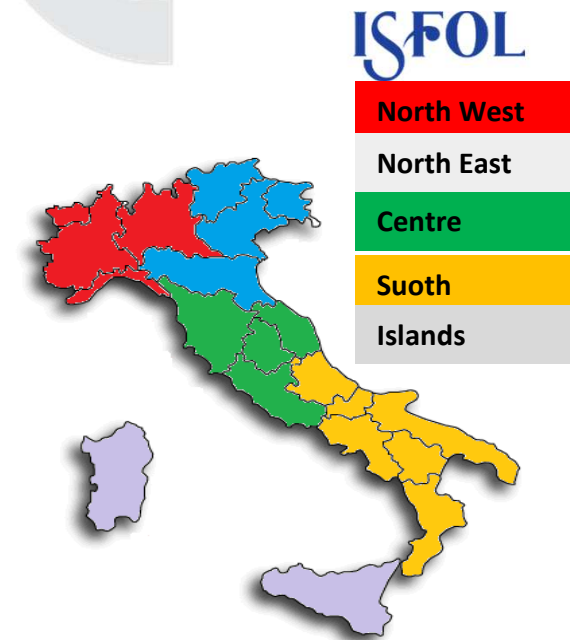 ISFOL
North West
North East
Centre
Suoth
Islands